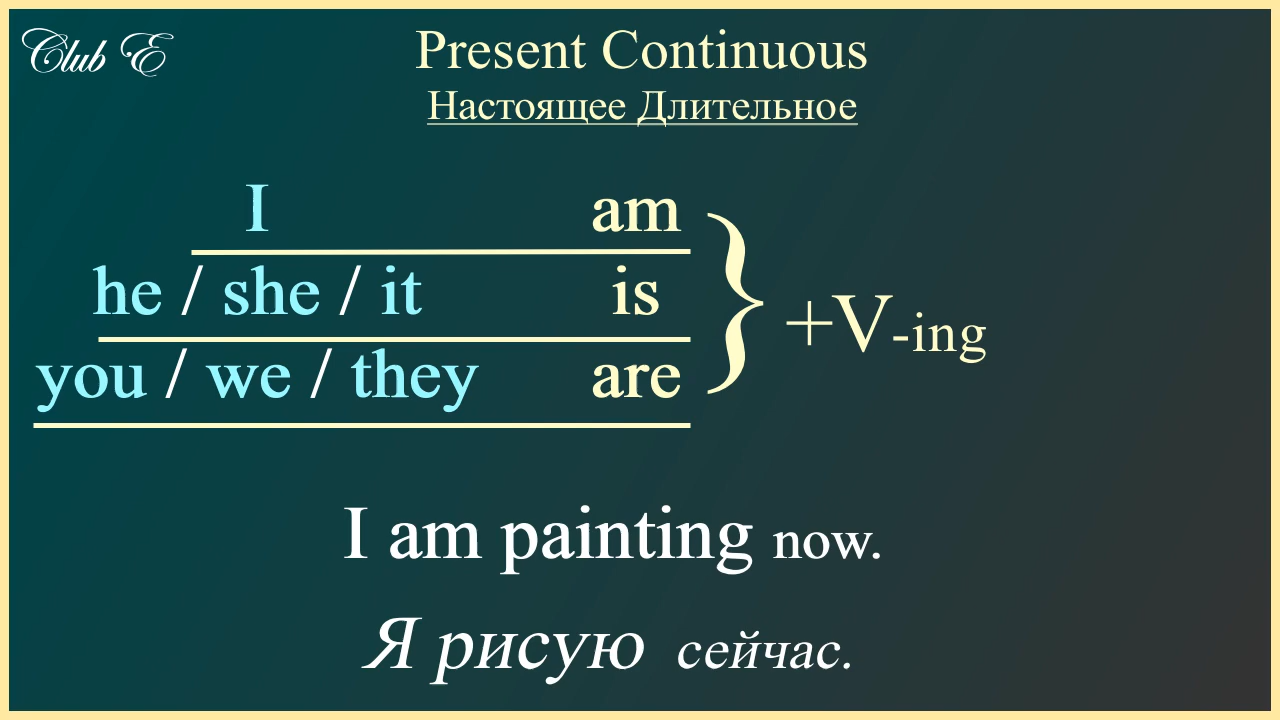 Club E
Present Continuous
Настоящее Длительное
I am
he / she / it is
you / we / they are
} +V-ing
I am painting now.
Я рисую сейчас.